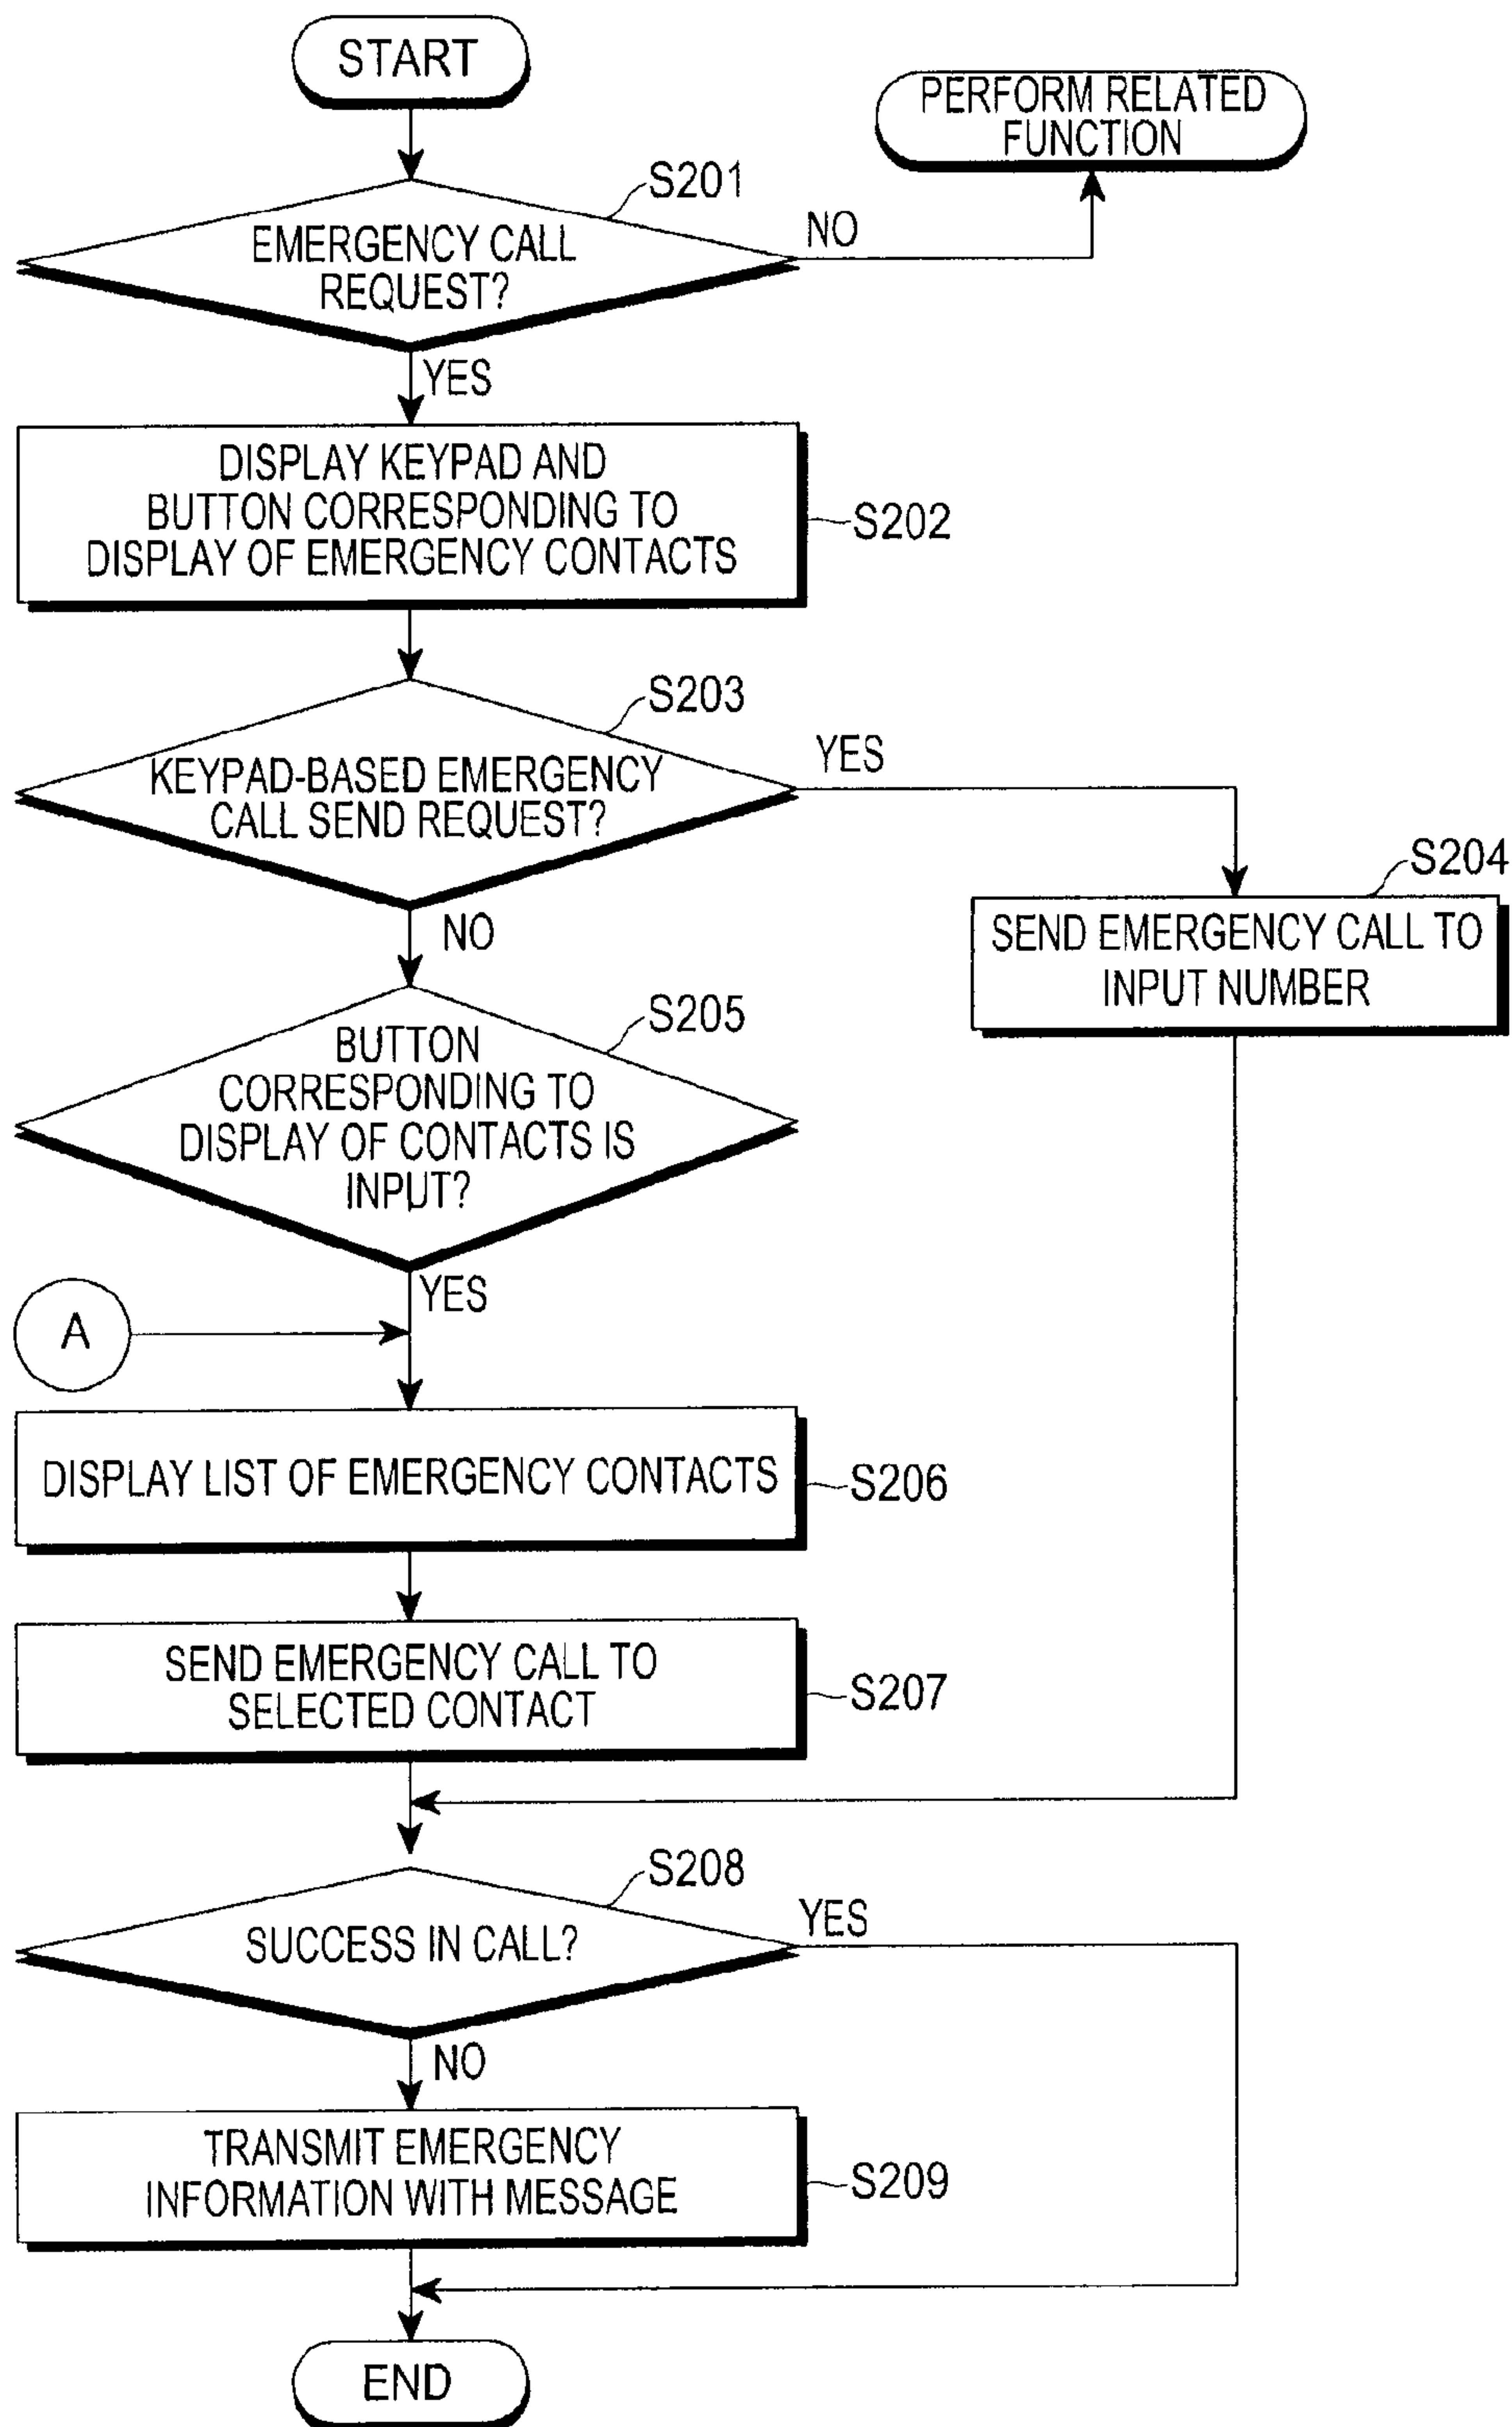 START
PERFORM RELATED
FUNCTION
S201
EMERGENCY CALL
REQUEST?
NO
YES
DISPLAY KEYPAD AND
BUTTON CORRESPONDING TO
DISPLAY OF EMERGENCY CONTACTS
S202
S203
KEYPAD-BASED EMERGENCY
CALL SEND REQUEST?
YES
NO
S204
SEND EMERGENCY CALL TO
INPUT NUMBER
S205
BUTTON
CORRESPONDING TO
DISPLAY OF CONTACTS IS
INPUT?
YES
A
DISPLAY LIST OF EMERGENCY CONTACTS
S206
SEND EMERGENCY CALL TO
SELECTED CONTACT
S207
S208
SUCCESS IN CALL?
YES
NO
TRANSMIT EMERGENCY
INFORMATION WITH MESSAGE
S209
END